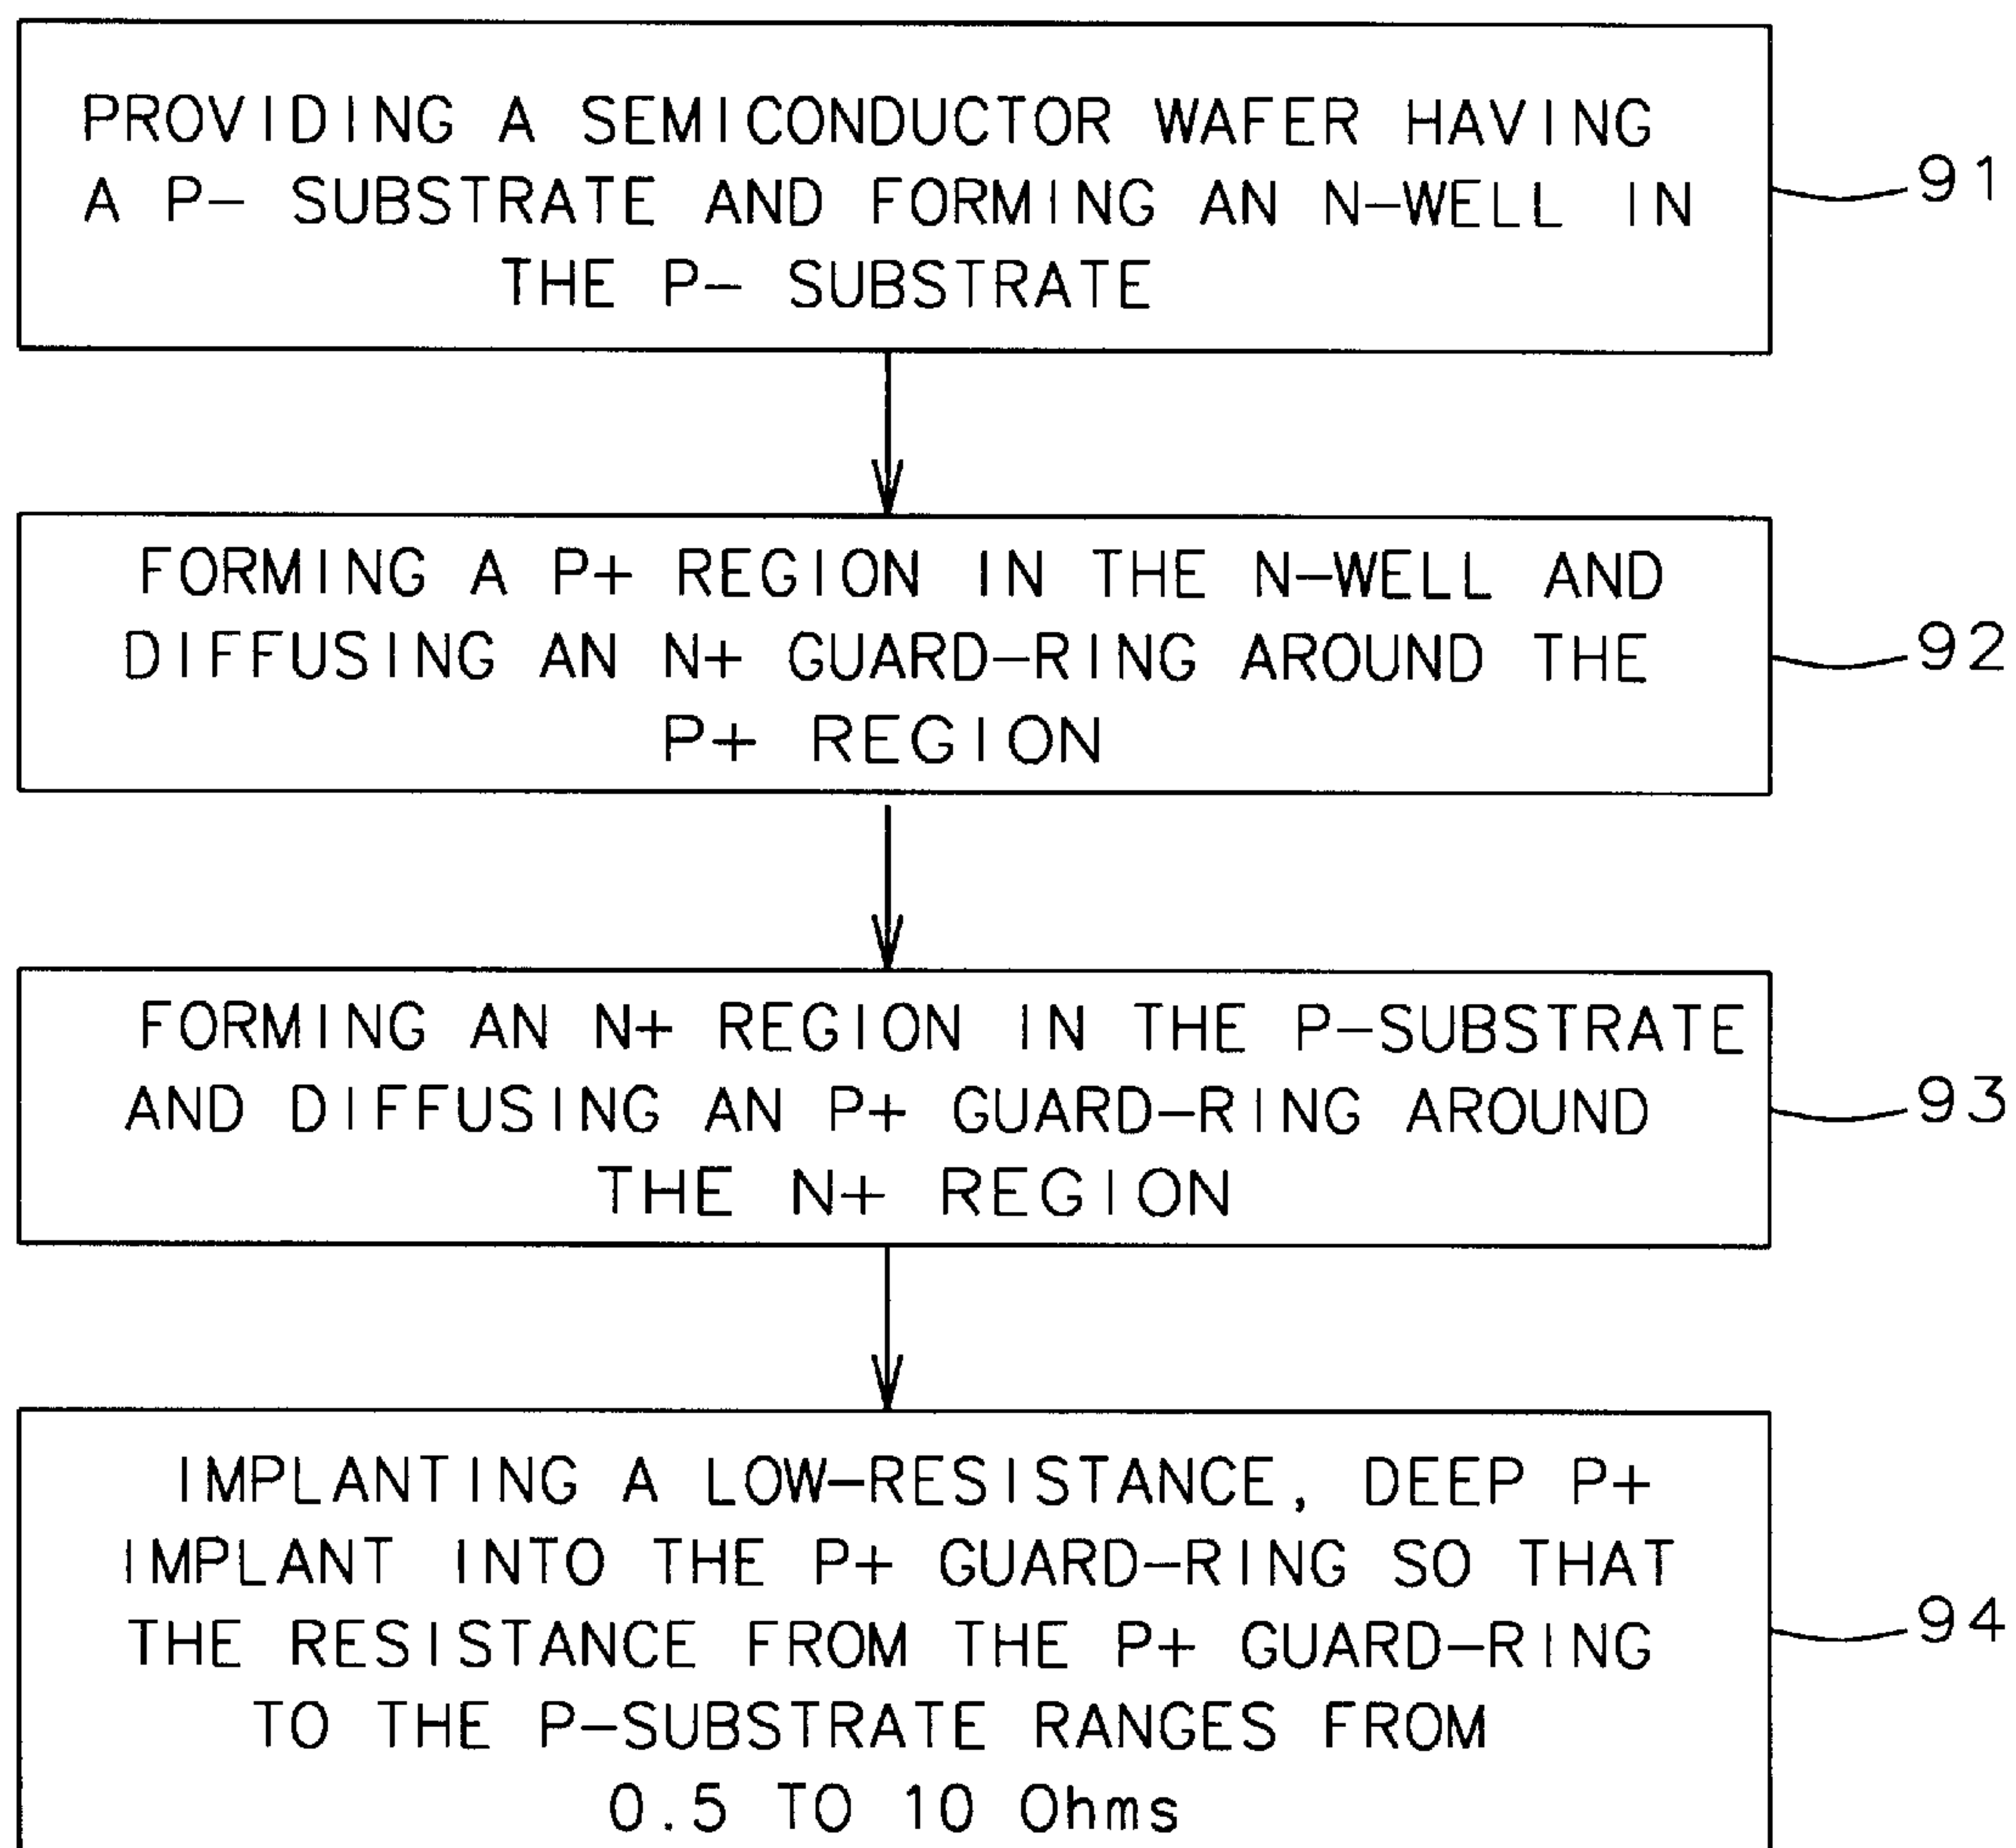 PROVIDING A SEMICONDUCTOR WAFER HAVING
A P- SUBSTRATE AND FORMING AN N-WELL IN
THE P- SUBSTRATE
91
FORMING A P+ REGION IN THE N-WELL AND
DIFFUSING AN N+ GUARD-RING AROUND THE
P+ REGION
92
FORMING AN N+ REGION IN THE P-SUBSTRATE
AND DIFFUSING AN P+ GUARD-RING AROUND
THE N+ REGION
93
IMPLANTING A LOW-RESISTANCE, DEEP P+
IMPLANT INTO THE P+ GUARD-RING SO THAT
THE RESISTANCE FROM THE P+ GUARD-RING
TO THE P-SUBSTRATE RANGES FROM
0.5 TO 10 Ohms
94